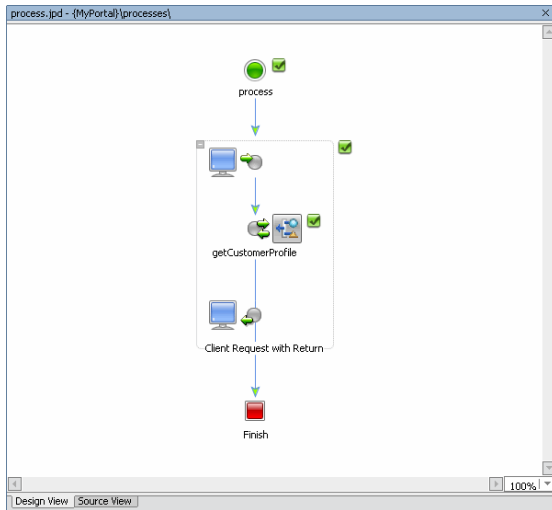 process.jpd - {MyPortal}\processes\
process
getCustomerProfile
Client Request with Return
Finish
100%
Design View Source View